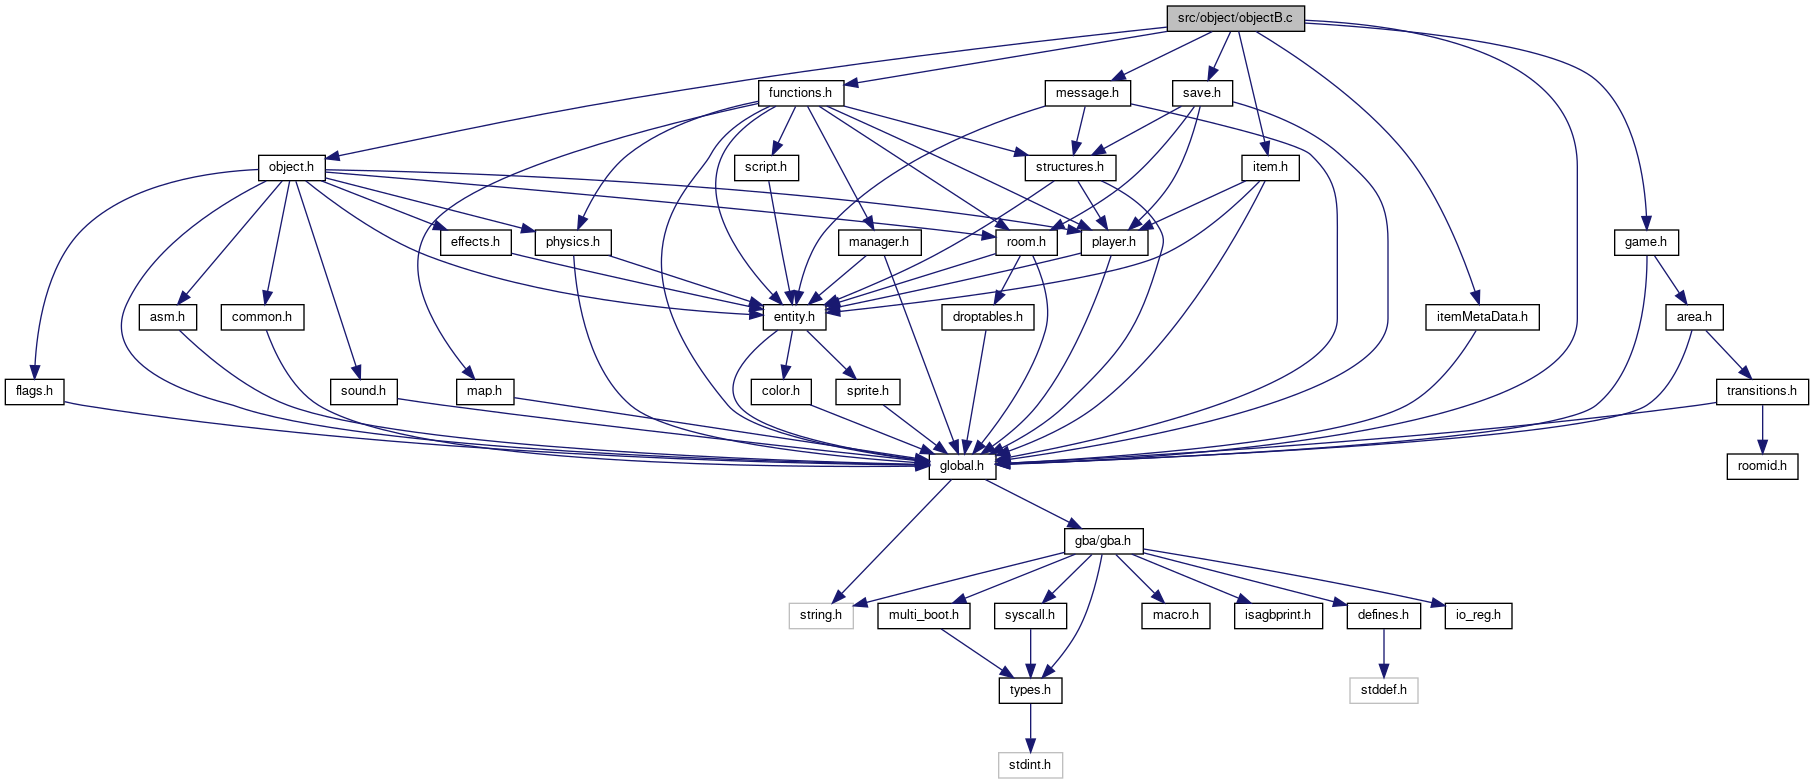 src/object/objectB.c
functions.h
message.h
save.h
object.h
script.h
structures.h
item.h
effects.h
physics.h
manager.h
room.h
player.h
game.h
asm.h
common.h
entity.h
droptables.h
itemMetaData.h
area.h
flags.h
sound.h
map.h
color.h
sprite.h
transitions.h
global.h
roomid.h
gba/gba.h
string.h
multi_boot.h
syscall.h
macro.h
isagbprint.h
defines.h
io_reg.h
types.h
stddef.h
stdint.h